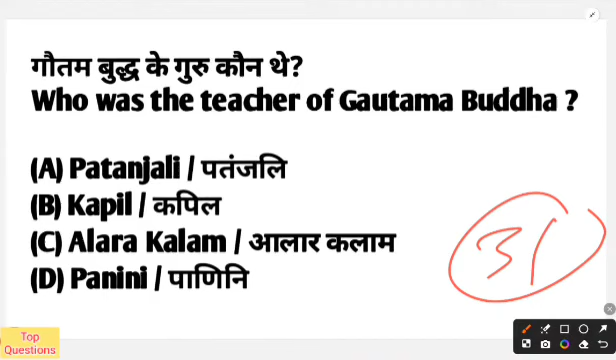 गौतम बुद्ध के गुरु कौन थे?
Who was the teacher of Gautama Buddha ?
(A) Patanjali / पतंजलि
(B) Kapil / कपिल
(C) Alara Kalam / आलार कलाम
(D) Panini / पाणिनि
Top
Questions